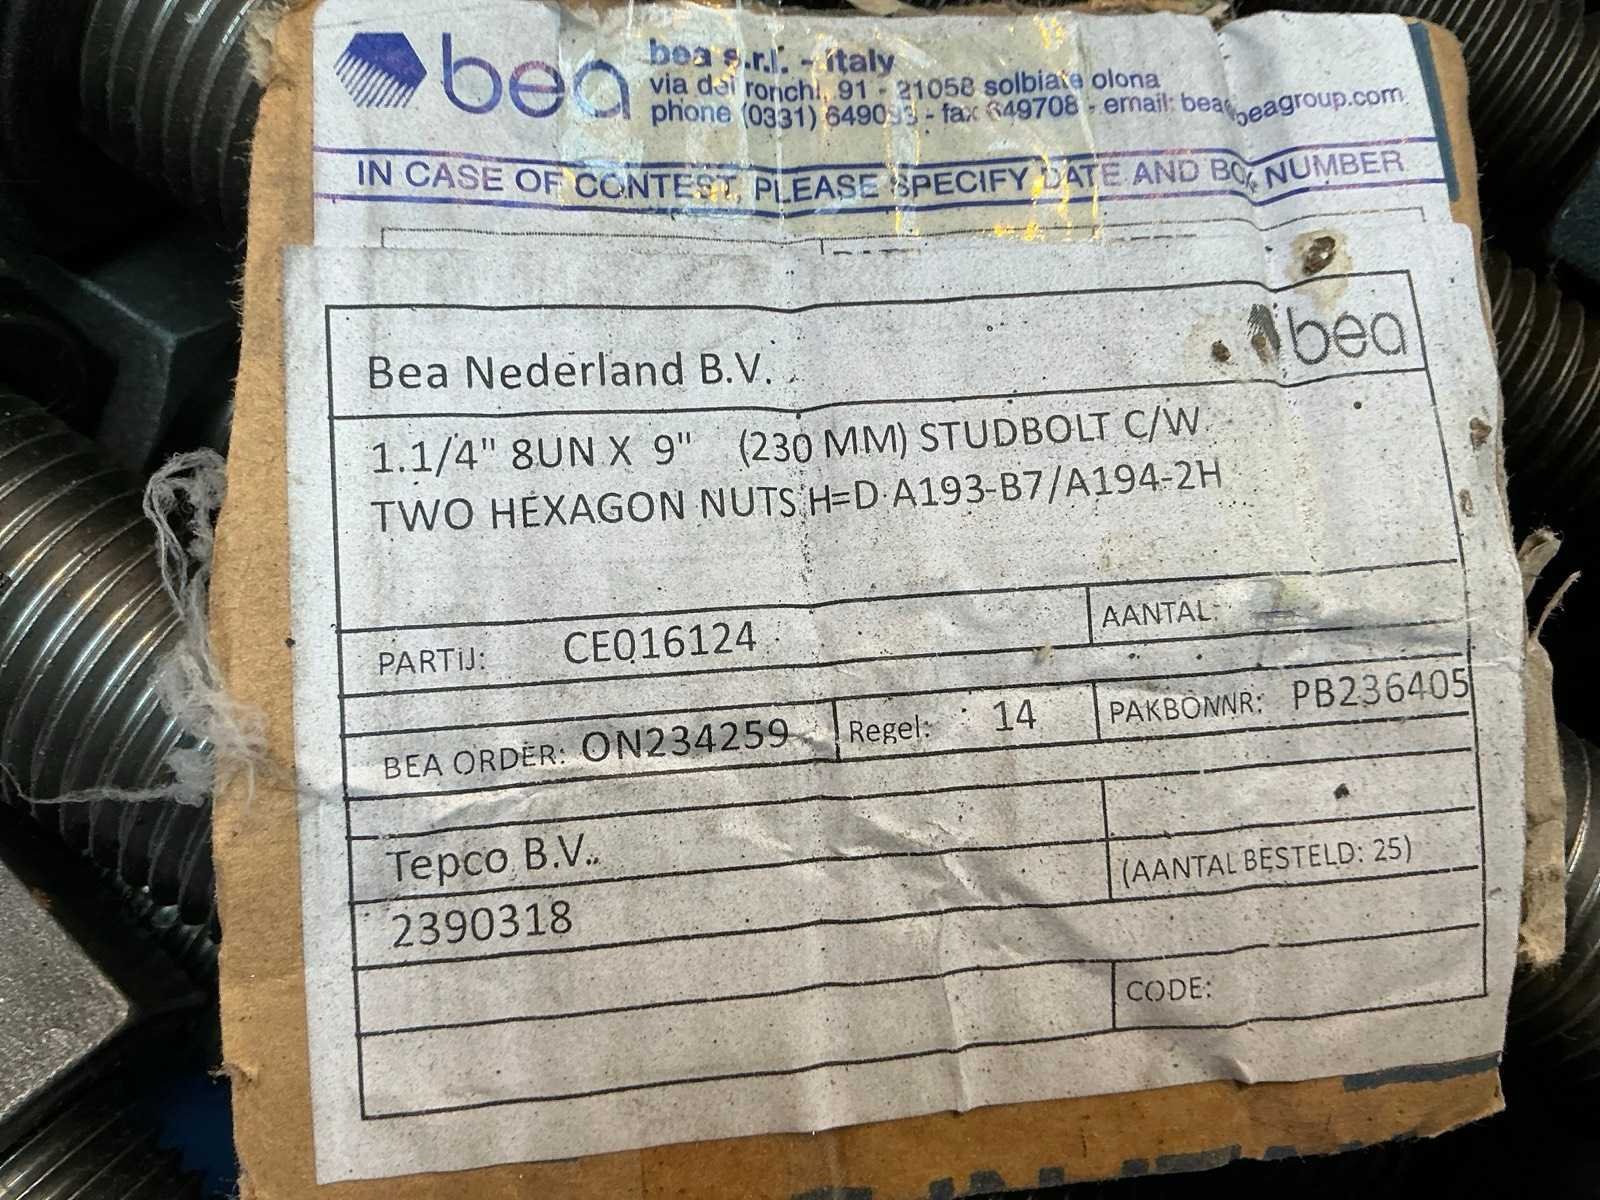 bea
bea s.r.l. - italy
via dei ronchi, 91 - 21058 solbiate olona
phone (0331) 649093 - fax 649708 - email: bea@beagroup.com
IN CASE OF CONTEST, PLEASE SPECIFY DATE AND BOX NUMBER
bea
Bea Nederland B.V.
1.1/4" 8UN X 9" (230 MM) STUDBOLT C/W
TWO HEXAGON NUTS H=D A193-B7/A194-2H
PARTIJ: CE016124 AANTAL:
BEA ORDER: ON234259 Regel: 14 PAKBONNR: PB236405
Tepco B.V. (AANTAL BESTELD: 25)
2390318
CODE: